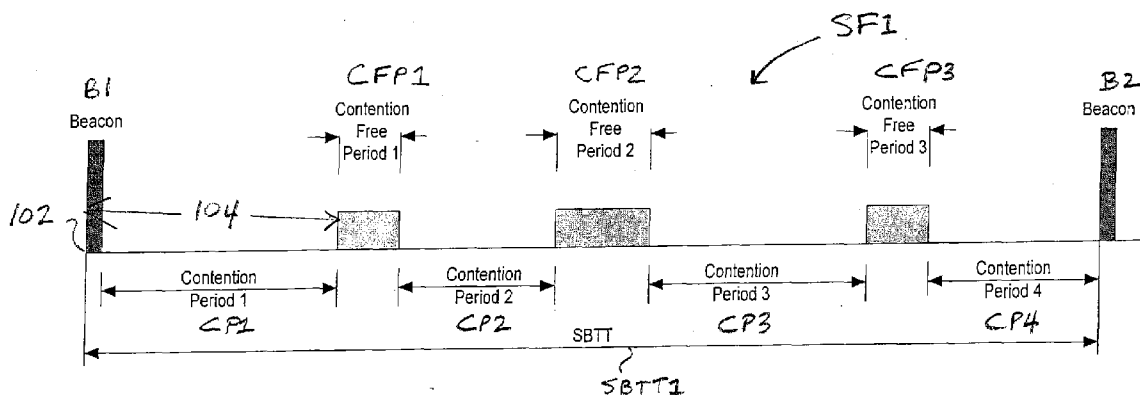 SF1
CFP1
CFP2
CFP3
B1
B2
Beacon
Contention
Free
Period 1
Contention
Free
Period 2
Contention
Free
Period 3
Beacon
102
104
Contention
Period 1
Contention
Period 2
Contention
Period 3
Contention
Period 4
CP1
CP2
CP3
CP4
SBTT
SBTT1